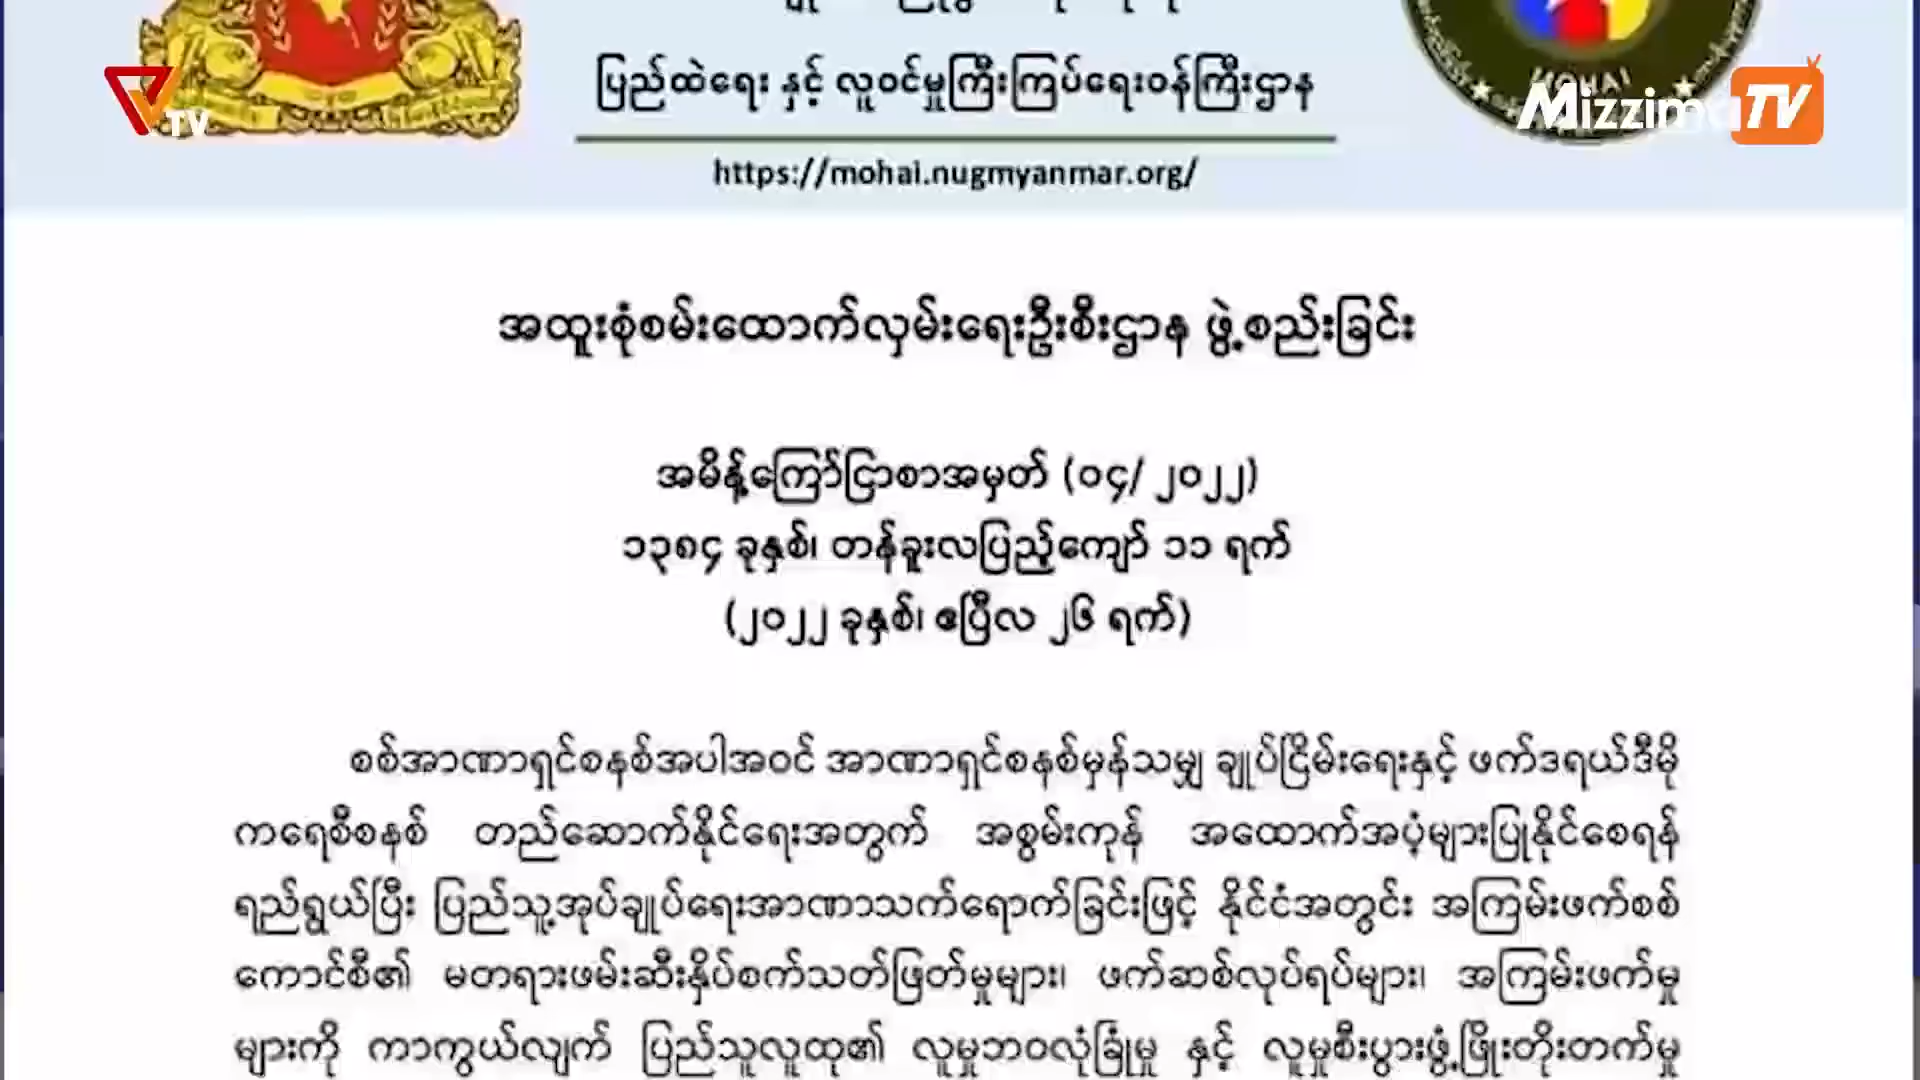 ပြည်ထဲရေး နှင့် လူဝင်မှုကြီးကြပ်ရေးဝန်ကြီးဌာန
https://mohai.nugmyanmar.org/
MOHAI
TV
Mizzima TV
အထူးစုံစမ်းထောက်လှမ်းရေးဦးစီးဌာန ဖွဲ့စည်းခြင်း
အမိန့်ကြော်ငြာစာအမှတ် (၀၄/ ၂၀၂၂)
၁၃၈၄ ခုနှစ်၊ တန်ခူးလပြည့်ကျော် ၁၁ ရက်
(၂၀၂၂ ခုနှစ်၊ ဧပြီလ ၂၆ ရက်)
စစ်အာဏာရှင်စနစ်အပါအဝင် အာဏာရှင်စနစ်မှန်သမျှ ချုပ်ငြိမ်းရေးနှင့် ဖက်ဒရယ်ဒီမို
ကရေစီစနစ် တည်ဆောက်နိုင်ရေးအတွက် အစွမ်းကုန် အထောက်အပံ့များပြုနိုင်စေရန်
ရည်ရွယ်ပြီး ပြည်သူ့အုပ်ချုပ်ရေးအာဏာသက်ရောက်ခြင်းဖြင့် နိုင်ငံအတွင်း အကြမ်းဖက်စစ်
ကောင်စီ၏ မတရားဖမ်းဆီးနှိပ်စက်သတ်ဖြတ်မှုများ၊ ဖက်ဆစ်လုပ်ရပ်များ၊ အကြမ်းဖက်မှု
များကို ကာကွယ်လျက် ပြည်သူလူထု၏ လူမှုဘဝလုံခြုံမှု နှင့် လူမှုစီးပွားဖွံ့ဖြိုးတိုးတက်မှု